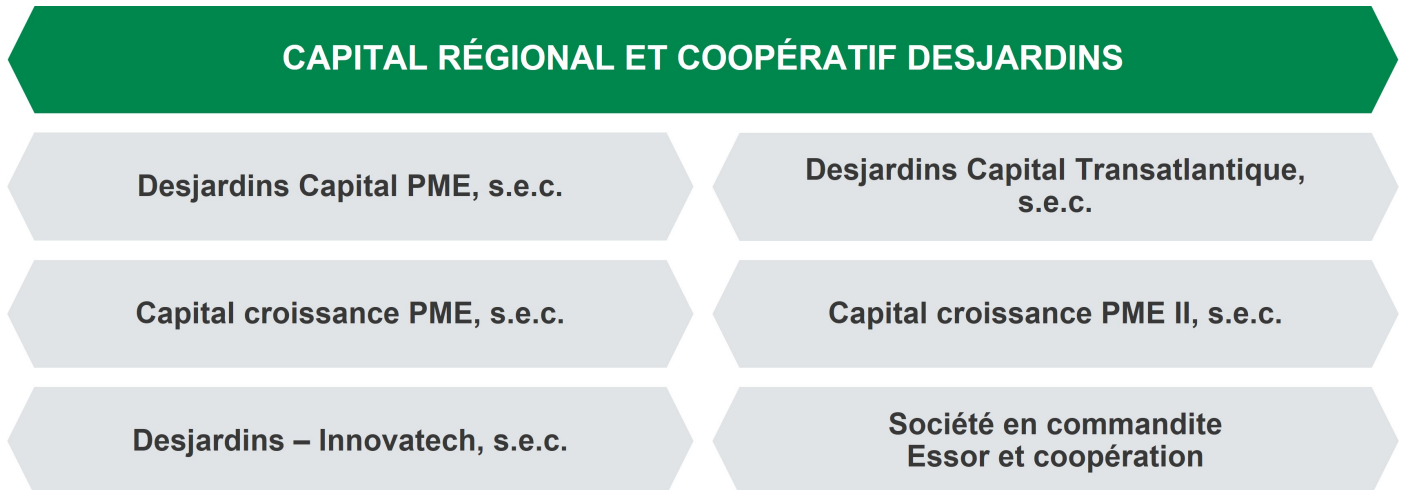 CAPITAL RÉGIONAL ET COOPÉRATIF DESJARDINS
Desjardins Capital PME, s.e.c.
Desjardins Capital Transatlantique,
s.e.c.
Capital croissance PME, s.e.c.
Capital croissance PME II, s.e.c.
Desjardins – Innovatech, s.e.c.
Société en commandite
Essor et coopération